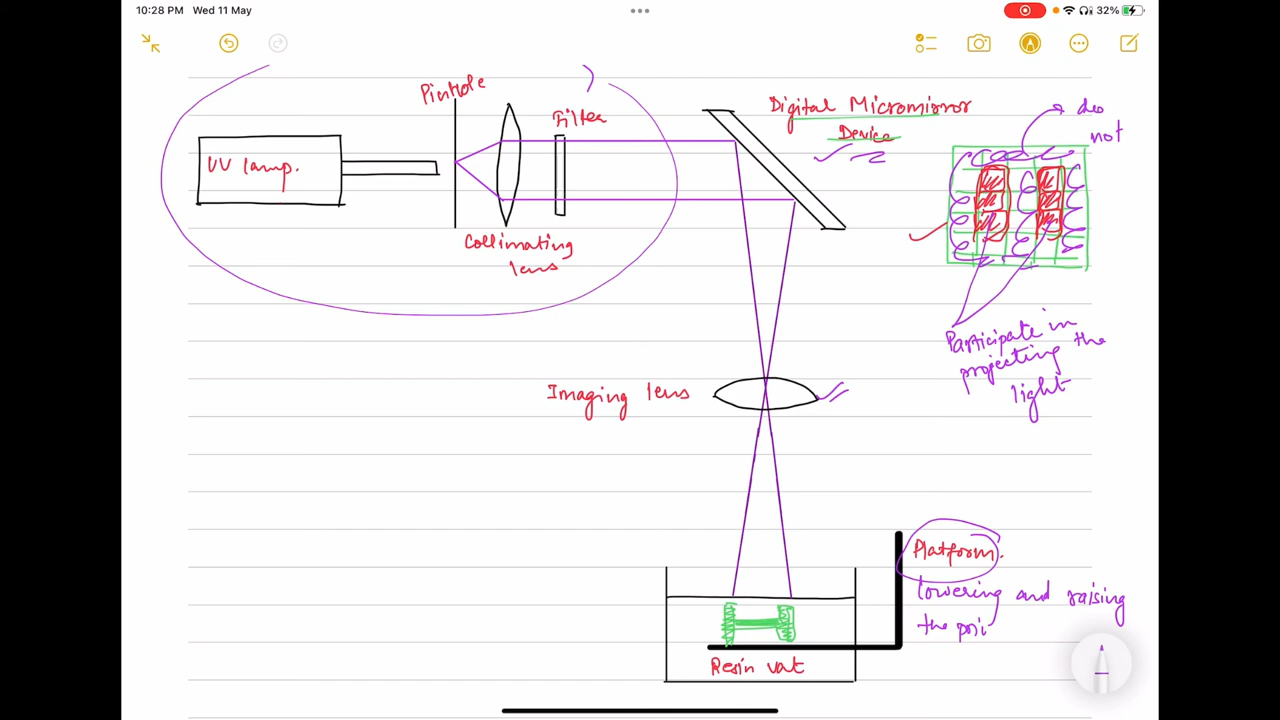 10:28 PM Wed 11 May
32%
Pinhole
UV lamp.
Filter
Collimating
lens
Digital Micromirror
Device
do
not
Participate in
projecting the
light
Imaging lens
Platform.
lowering and raising
the
Resin vat